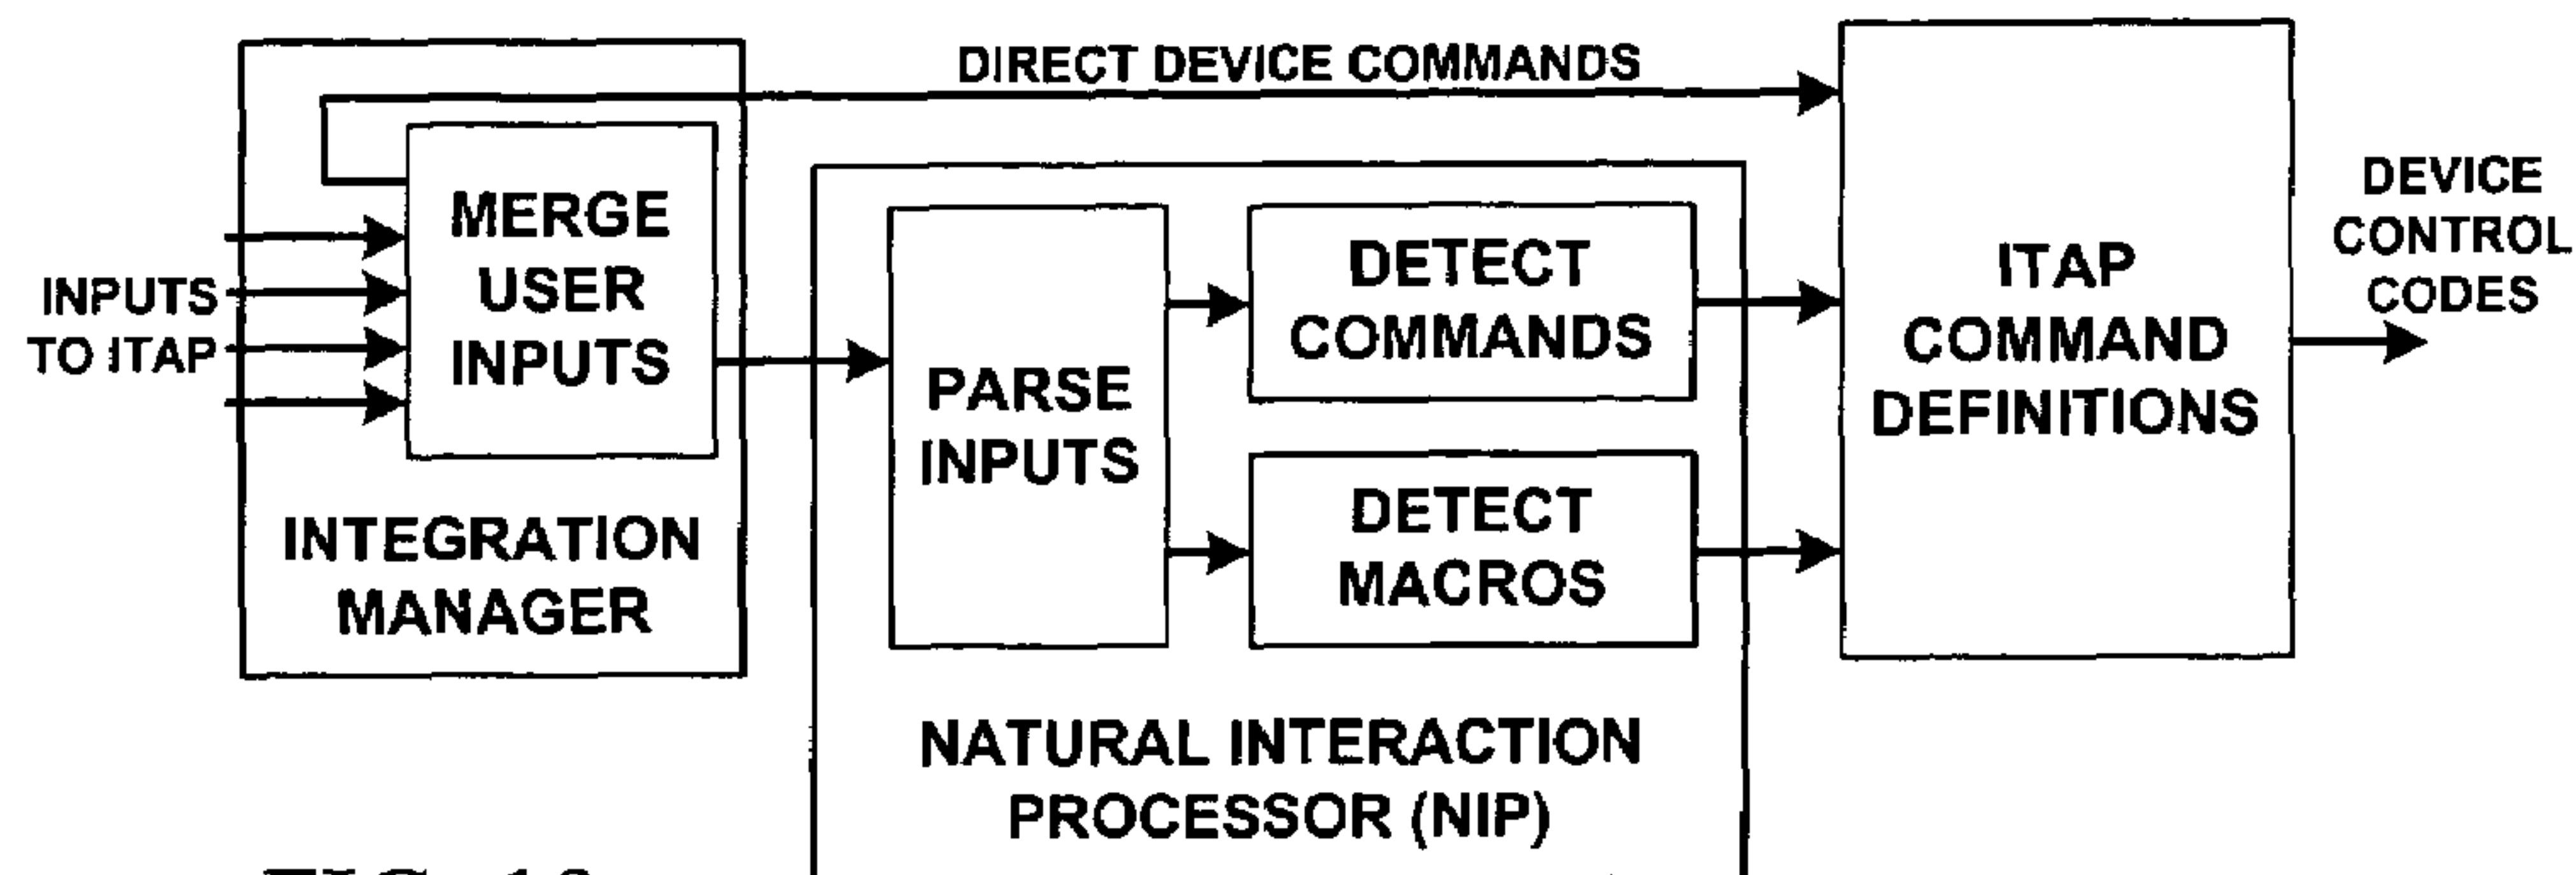 DIRECT DEVICE COMMANDS
INPUTS
TO ITAP
MERGE
USER
INPUTS
INTEGRATION
MANAGER
PARSE
INPUTS
DETECT
COMMANDS
DETECT
MACROS
NATURAL INTERACTION
PROCESSOR (NIP)
ITAP
COMMAND
DEFINITIONS
DEVICE
CONTROL
CODES